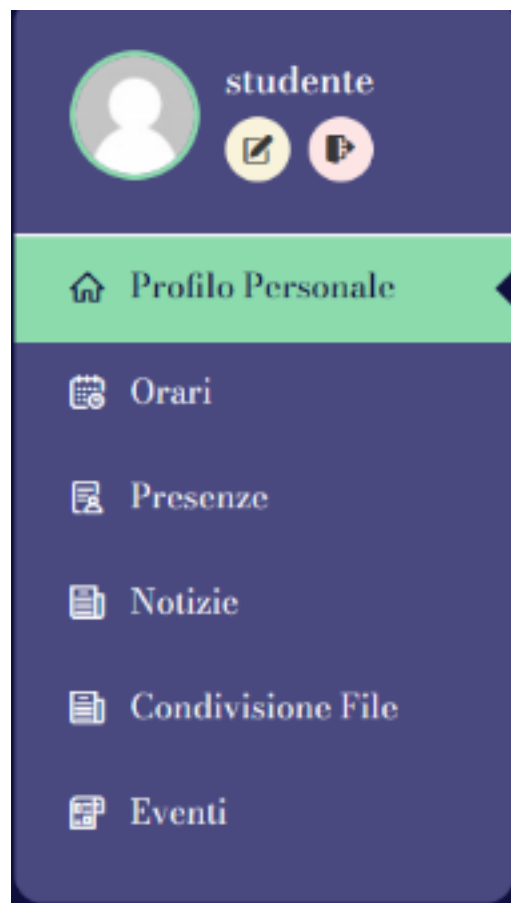 studente
Profilo Personale
Orari
Presenze
Notizie
Condivisione File
Eventi